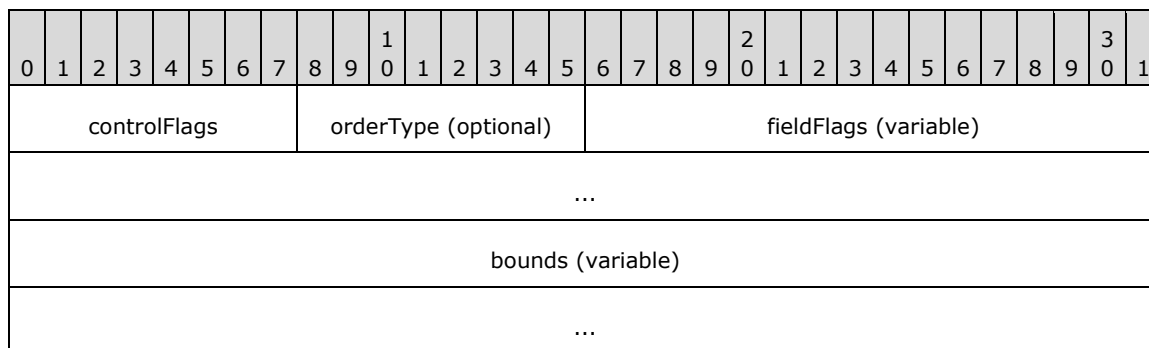 1 2 3
0 1 2 3 4 5 6 7 8 9 0 1 2 3 4 5 6 7 8 9 0 1 2 3 4 5 6 7 8 9 0 1
controlFlags orderType (optional) fieldFlags (variable)
...
bounds (variable)
...